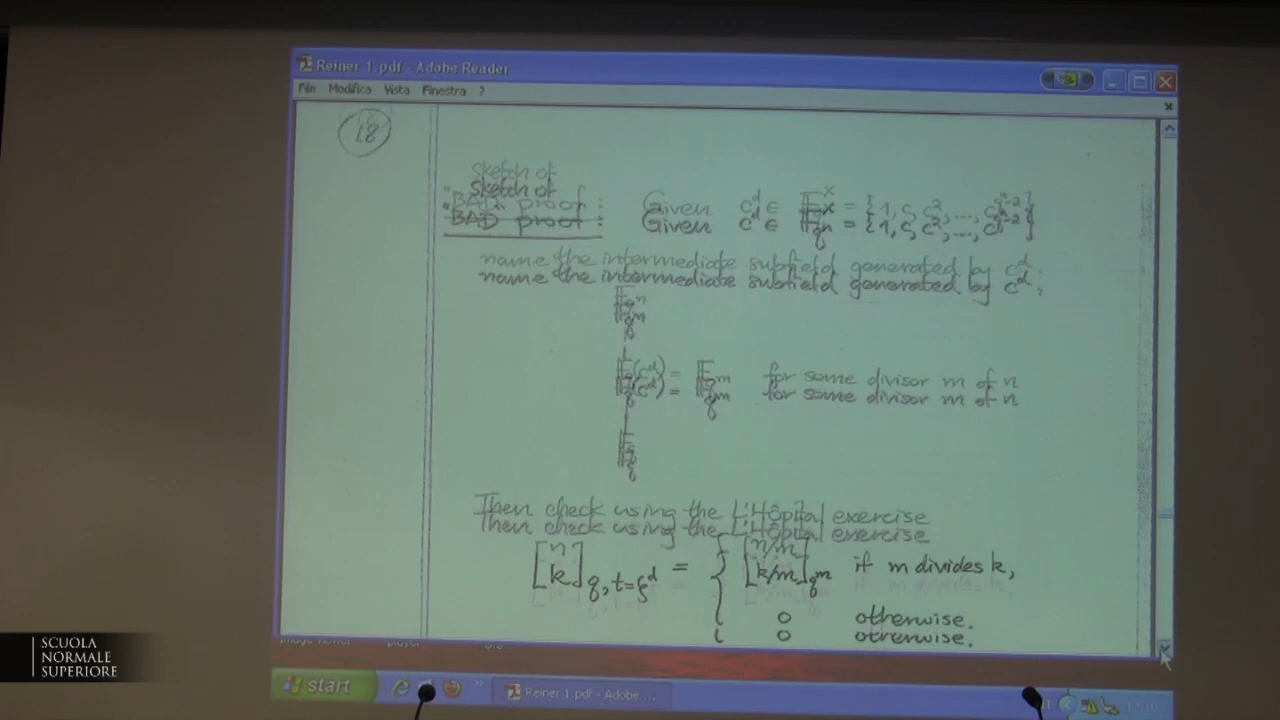 Reiner 1.pdf - Adobe Reader
File Modifica Vista Finestra ?
18
Sketch of
"BAD" proof : Given c^d ∈ 𝔽_{q^n}^× = {1, c, c^2, ..., c^{q^n-2}}
name the intermediate subfield generated by c^d:
𝔽_{q^n}
|
𝔽_q(c^d) = 𝔽_{q^m} for some divisor m of n
|
𝔽_q
Then check using the L'Hôpital exercise
[n k]_{q, t=ζ^d} = { [n/m k/m]_{q^m} if m divides k,
0 otherwise.
SCUOLA
NORMALE
SUPERIORE
start
Reiner 1.pdf - Adobe ...